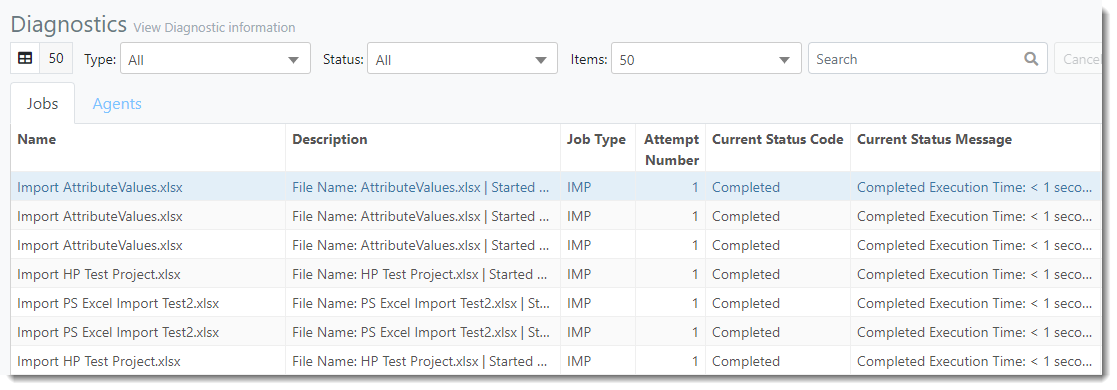 Diagnostics View Diagnostic information
50 Type: All Status: All Items: 50 Search Cancel
Jobs Agents
Name Description Job Type Attempt Number Current Status Code Current Status Message
Import AttributeValues.xlsx File Name: AttributeValues.xlsx | Started ... IMP 1 Completed Completed Execution Time: < 1 seco...
Import AttributeValues.xlsx File Name: AttributeValues.xlsx | Started ... IMP 1 Completed Completed Execution Time: < 1 seco...
Import AttributeValues.xlsx File Name: AttributeValues.xlsx | Started ... IMP 1 Completed Completed Execution Time: < 1 seco...
Import HP Test Project.xlsx File Name: HP Test Project.xlsx | Started ... IMP 1 Completed Completed Execution Time: < 1 seco...
Import PS Excel Import Test2.xlsx File Name: PS Excel Import Test2.xlsx | St... IMP 1 Completed Completed Execution Time: < 1 seco...
Import PS Excel Import Test2.xlsx File Name: PS Excel Import Test2.xlsx | St... IMP 1 Completed Completed Execution Time: < 1 seco...
Import HP Test Project.xlsx File Name: HP Test Project.xlsx | Started ... IMP 1 Completed Completed Execution Time: < 1 seco...